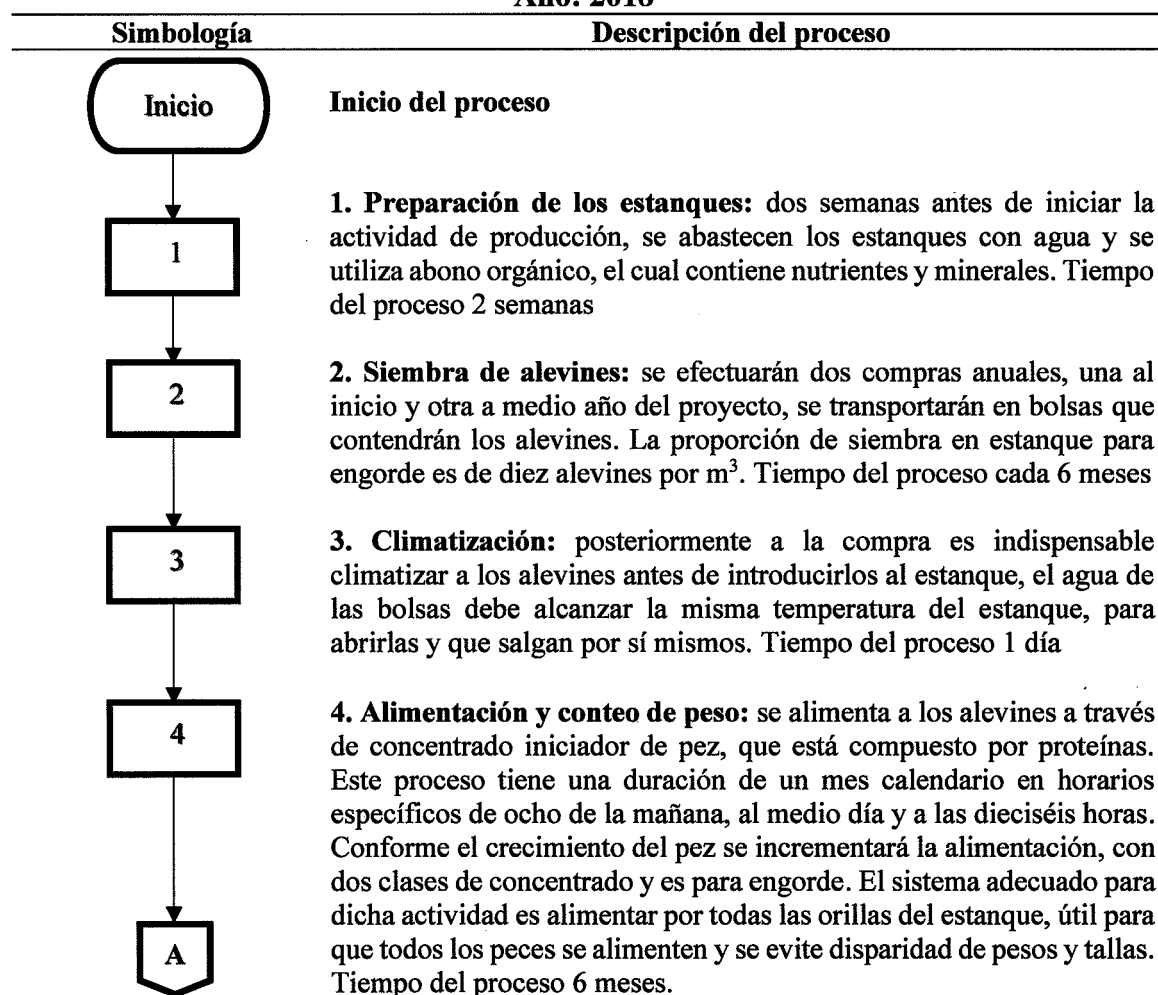 Año: 2018
Simbología Descripción del proceso
Inicio Inicio del proceso
1. Preparación de los estanques: dos semanas antes de iniciar la
1 actividad de producción, se abastecen los estanques con agua y se
utiliza abono orgánico, el cual contiene nutrientes y minerales. Tiempo
del proceso 2 semanas
2. Siembra de alevines: se efectuarán dos compras anuales, una al
2 inicio y otra a medio año del proyecto, se transportarán en bolsas que
contendrán los alevines. La proporción de siembra en estanque para
engorde es de diez alevines por m³. Tiempo del proceso cada 6 meses
3. Climatización: posteriormente a la compra es indispensable
3 climatizar a los alevines antes de introducirlos al estanque, el agua de
las bolsas debe alcanzar la misma temperatura del estanque, para
abrirlas y que salgan por sí mismos. Tiempo del proceso 1 día
4. Alimentación y conteo de peso: se alimenta a los alevines a través
4 de concentrado iniciador de pez, que está compuesto por proteínas.
Este proceso tiene una duración de un mes calendario en horarios
específicos de ocho de la mañana, al medio día y a las dieciséis horas.
Conforme el crecimiento del pez se incrementará la alimentación, con
dos clases de concentrado y es para engorde. El sistema adecuado para
dicha actividad es alimentar por todas las orillas del estanque, útil para
A que todos los peces se alimenten y se evite disparidad de pesos y tallas.
Tiempo del proceso 6 meses.